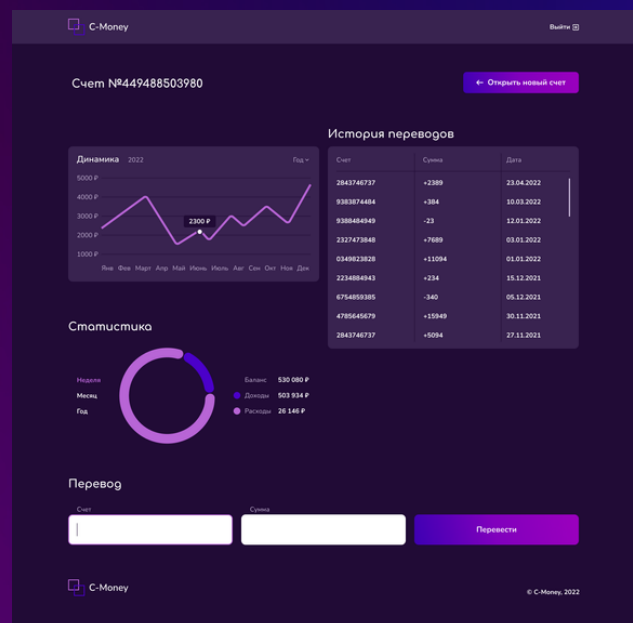 C-Money
Выйти
Счет №449488503980
← Открыть новый счет
История переводов
Динамика 2022 Год
5000 ₽
4000 ₽
3000 ₽
2000 ₽
1000 ₽
2300 ₽
Янв Фев Март Апр Май Июнь Июль Авг Сен Окт Ноя Дек
Счет Сумма Дата
2843746737 +2389 23.04.2022
9383874484 +384 10.03.2022
9388484949 -23 12.01.2022
2327473848 +7689 03.01.2022
0349823828 +11094 01.01.2022
2234884943 +234 15.12.2021
6754859385 -340 05.12.2021
4785645679 +15949 30.11.2021
2843746737 +5094 27.11.2021
Статистика
Неделя
Месяц
Год
Баланс 530 080 ₽
Доходы 503 934 ₽
Расходы 26 146 ₽
Перевод
Счет
Сумма
Перевести
C-Money
© C-Money, 2022